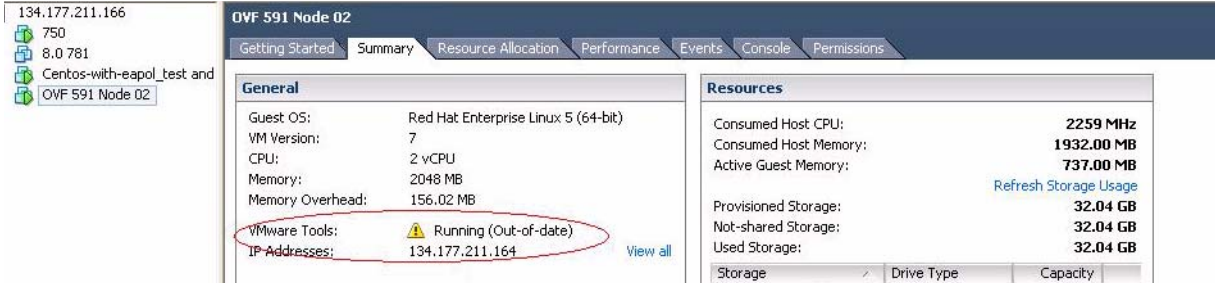 134.177.211.166
750
8.0 781
Centos-with-eapol_test and
OVF 591 Node 02
OVF 591 Node 02
Getting Started Summary Resource Allocation Performance Events Console Permissions
General
Guest OS: Red Hat Enterprise Linux 5 (64-bit)
VM Version: 7
CPU: 2 vCPU
Memory: 2048 MB
Memory Overhead: 156.02 MB
VMware Tools: Running (Out-of-date)
IP Addresses: 134.177.211.164 View all
Resources
Consumed Host CPU: 2259 MHz
Consumed Host Memory: 1932.00 MB
Active Guest Memory: 737.00 MB
Refresh Storage Usage
Provisioned Storage: 32.04 GB
Not-shared Storage: 32.04 GB
Used Storage: 32.04 GB
Storage Drive Type Capacity